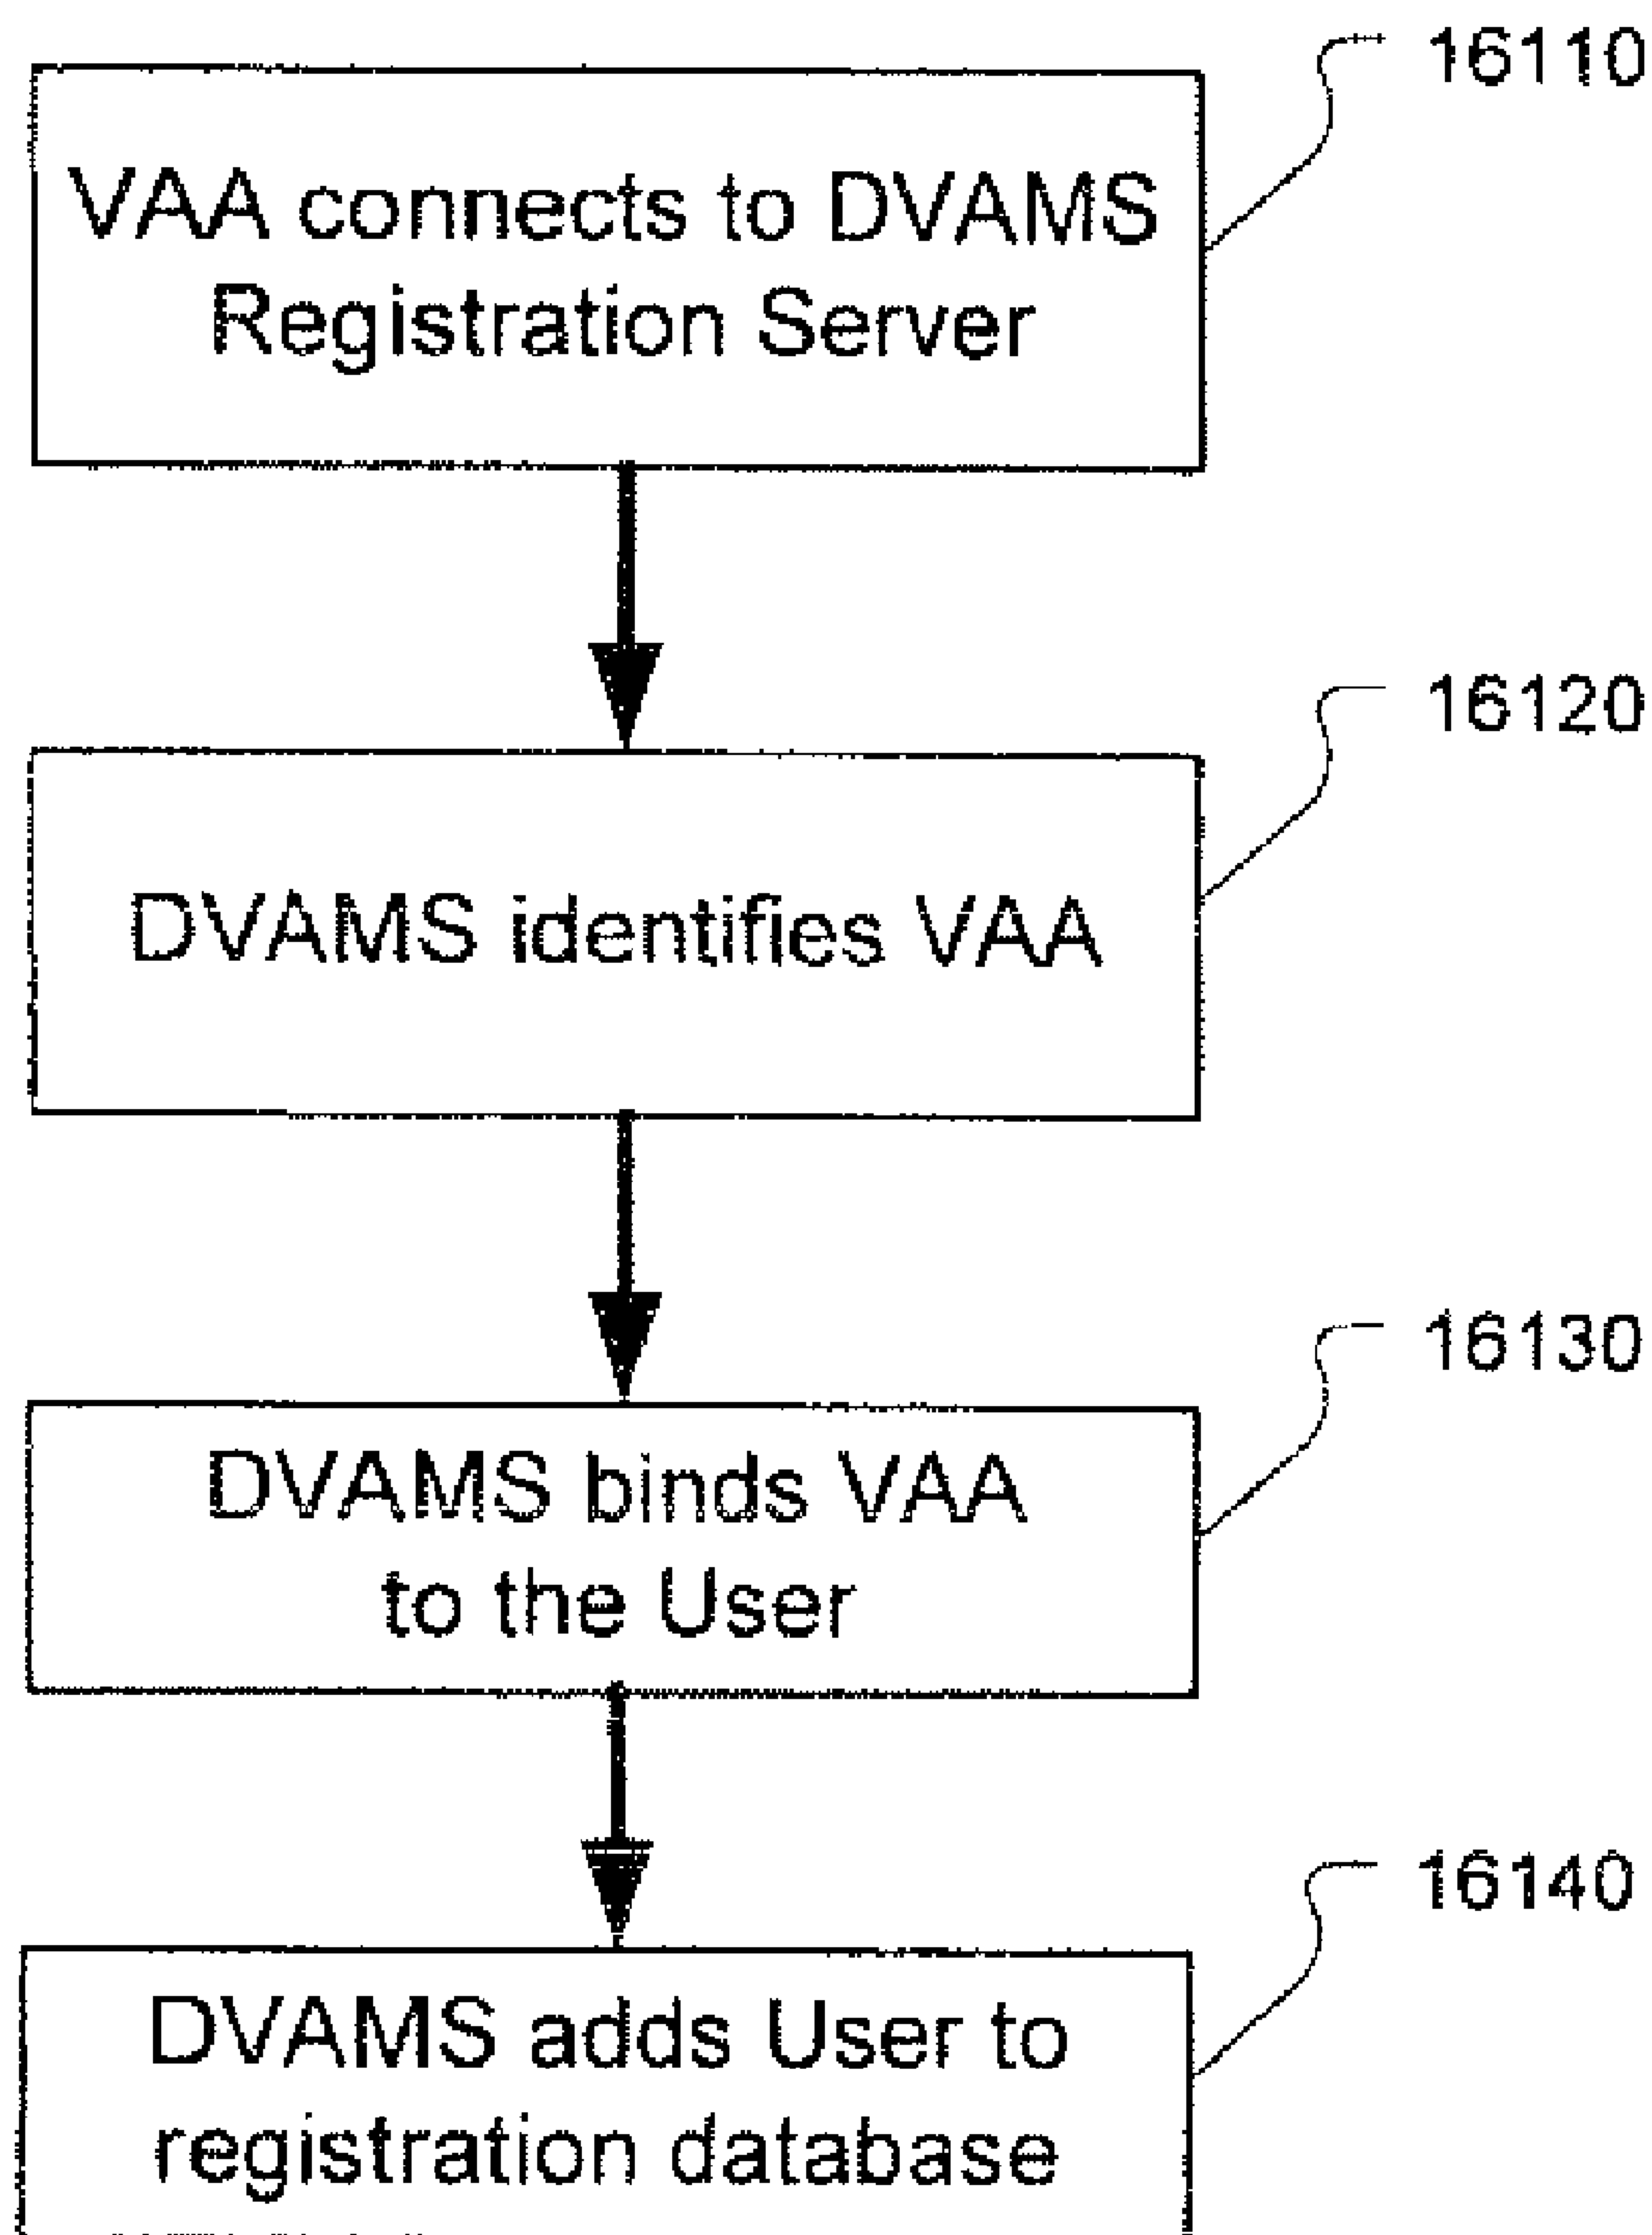 16110
VAA connects to DVAMS
Registration Server
16120
DVAMS identifies VAA
16130
DVAMS binds VAA
to the User
16140
DVAMS adds User to
registration database